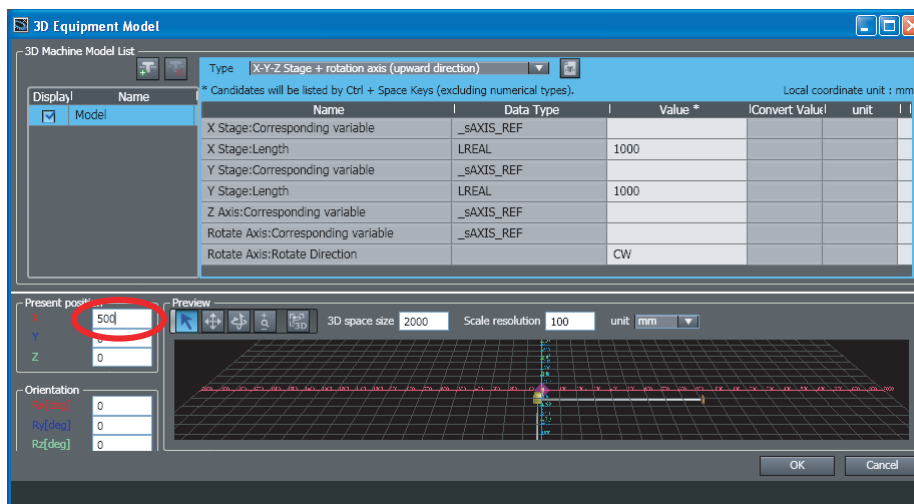 3D Equipment Model
3D Machine Model List
Type X-Y-Z Stage + rotation axis (upward direction)
* Candidates will be listed by Ctrl + Space Keys (excluding numerical types). Local coordinate unit : mm
Display Name
Model
Name Data Type Value * Convert Value unit
X Stage:Corresponding variable _sAXIS_REF
X Stage:Length LREAL 1000
Y Stage:Corresponding variable _sAXIS_REF
Y Stage:Length LREAL 1000
Z Axis:Corresponding variable _sAXIS_REF
Rotate Axis:Corresponding variable _sAXIS_REF
Rotate Axis:Rotate Direction CW
Present position
X 500
Y 0
Z 0
Orientation
Rx[deg] 0
Ry[deg] 0
Rz[deg] 0
Preview
3D space size 2000 Scale resolution 100 unit mm
OK Cancel